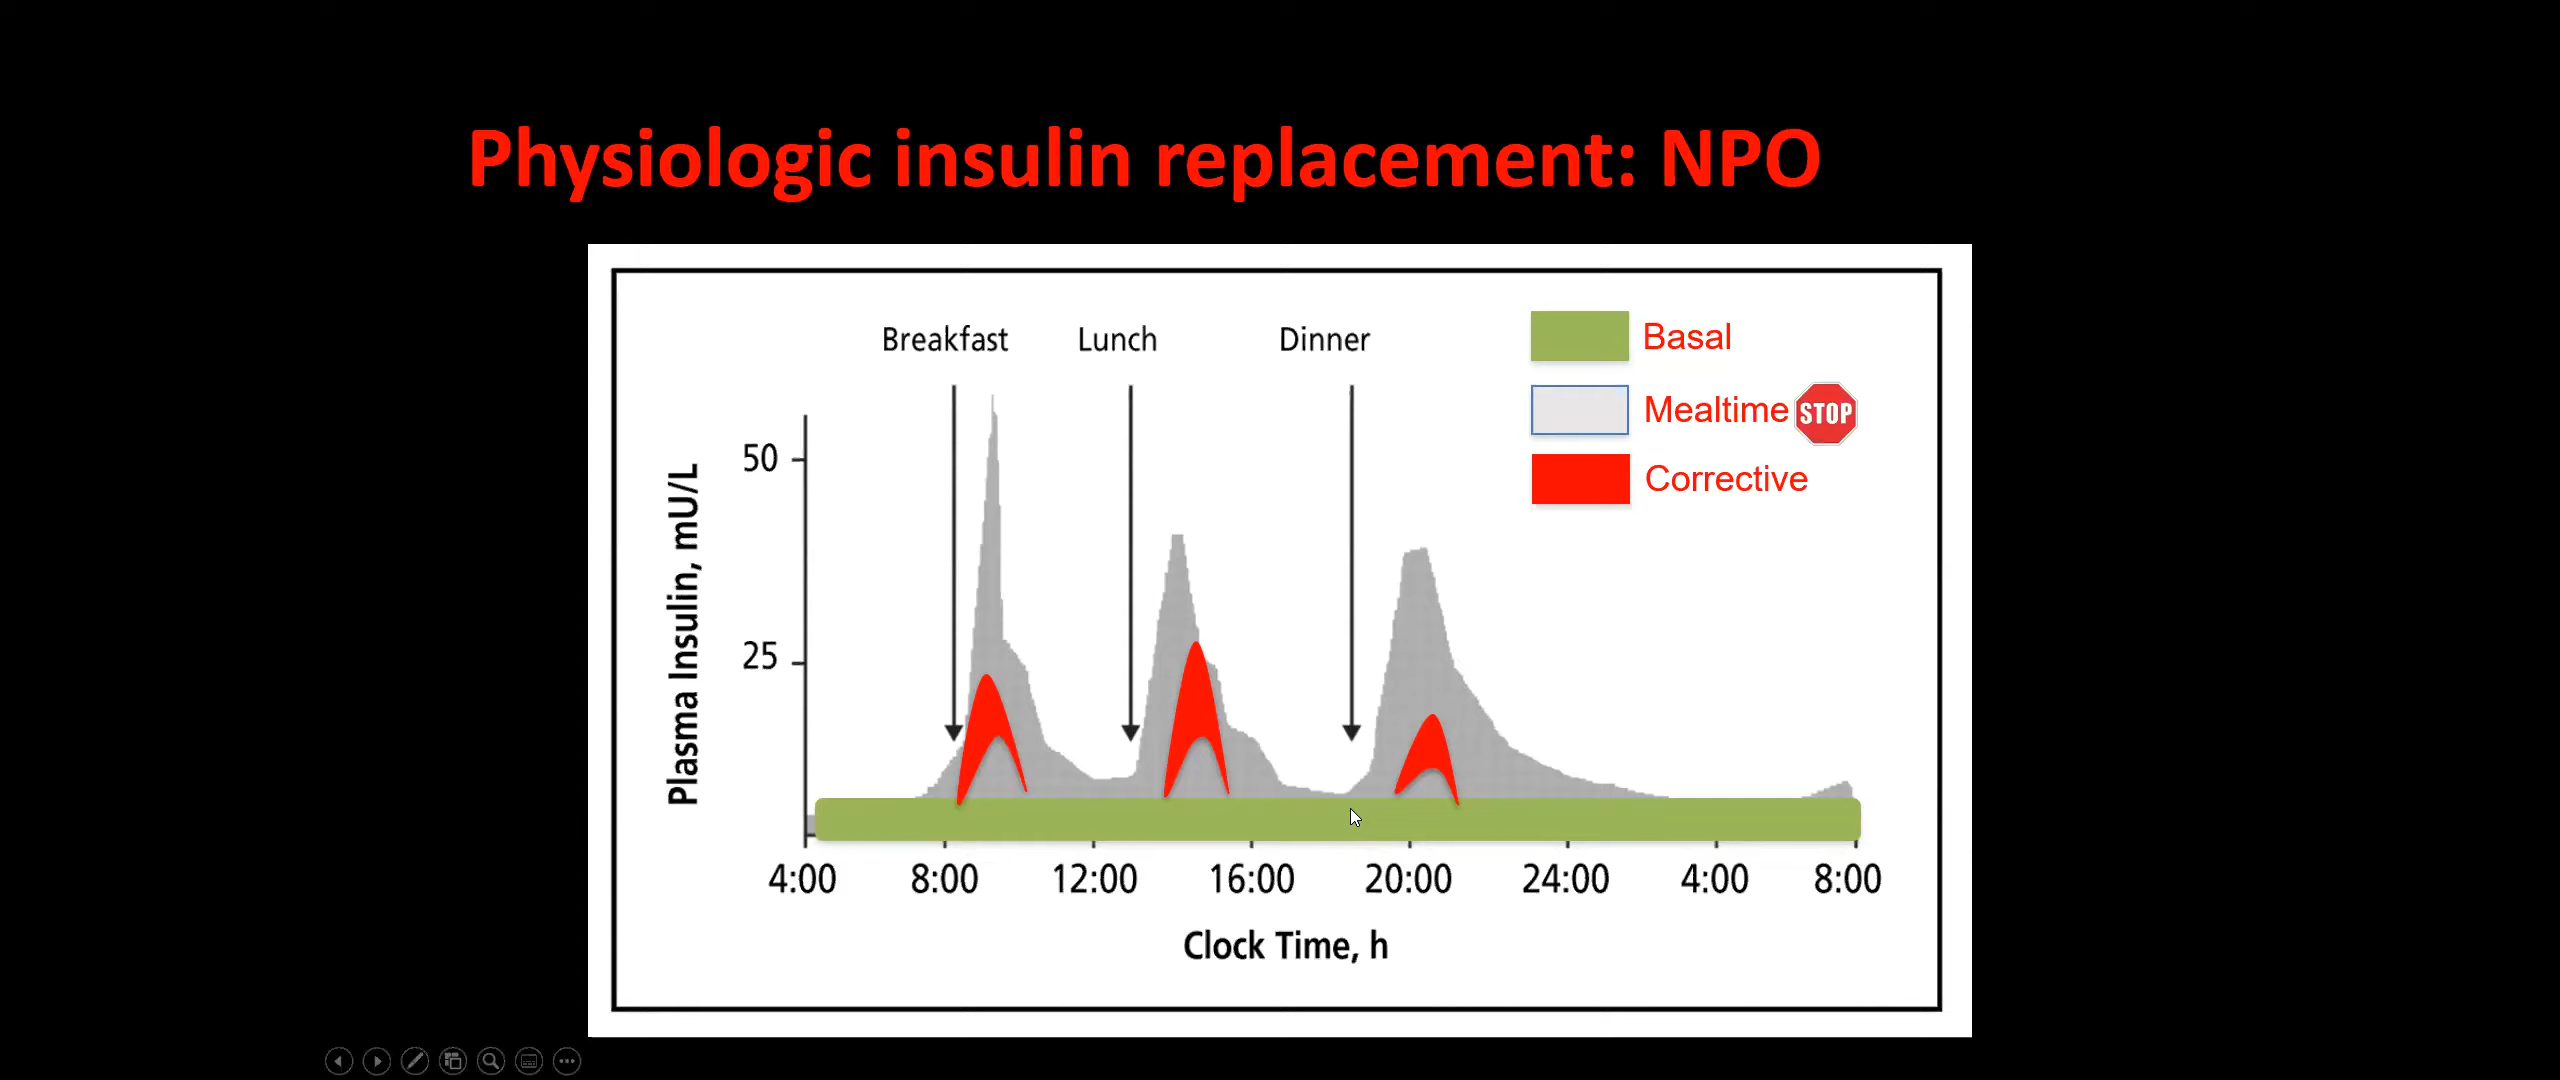 Physiologic insulin replacement: NPO
Breakfast Lunch Dinner
Basal
Mealtime STOP
Corrective
Plasma Insulin, mU/L
50
25
4:00 8:00 12:00 16:00 20:00 24:00 4:00 8:00
Clock Time, h